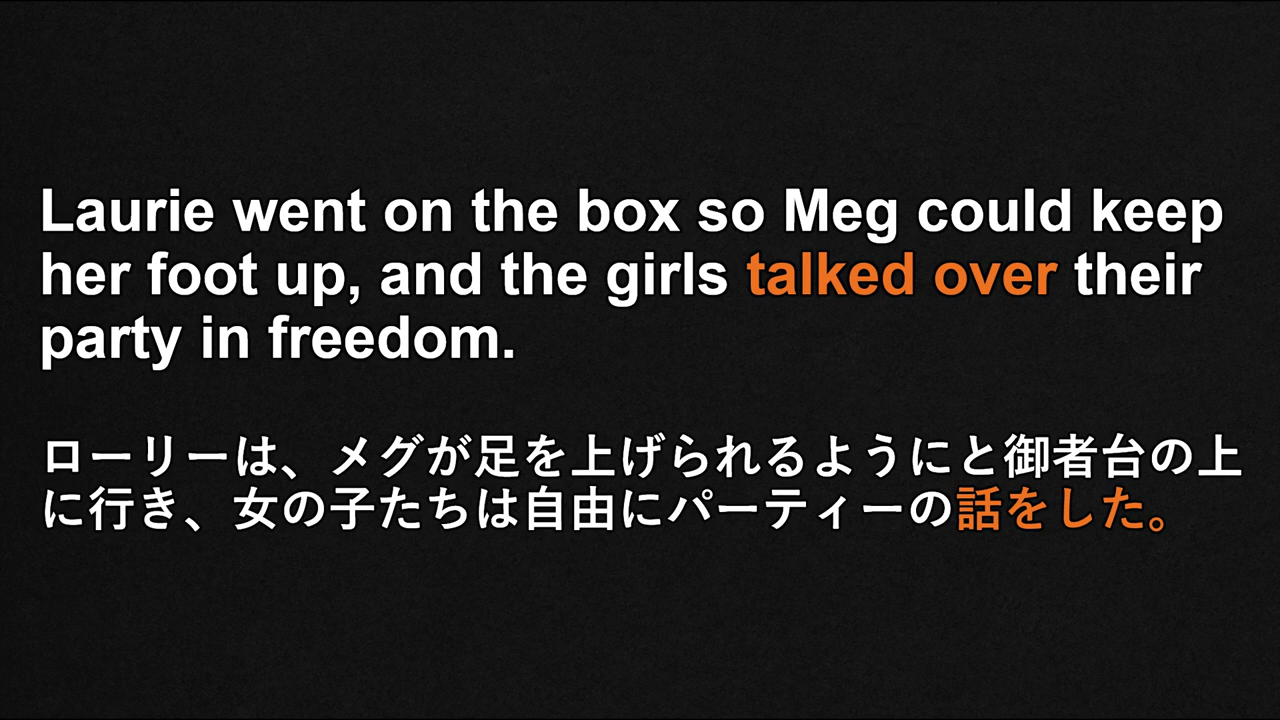 Laurie went on the box so Meg could keep
her foot up, and the girls talked over their
party in freedom.
ローリーは、メグが足を上げられるようにと御者台の上
に行き、女の子たちは自由にパーティーの話をした。